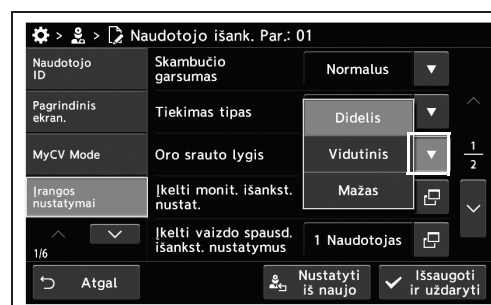 > > Naudotojo išank. Par.: 01
Naudotojo
ID
Pagrindinis
ekran.
MyCV Mode
Įrangos
nustatymai
1/6
Skambučio
garsumas
Normalus
Tiekimas tipas
Oro srauto lygis
Didelis
Vidutinis
Mažas
Įkelti monit. išankst.
nustat.
Įkelti vaizdo spausd.
išankst. nustatymus
1 Naudotojas
1
2
Atgal
Nustatyti
iš naujo
Išsaugoti
ir uždaryti